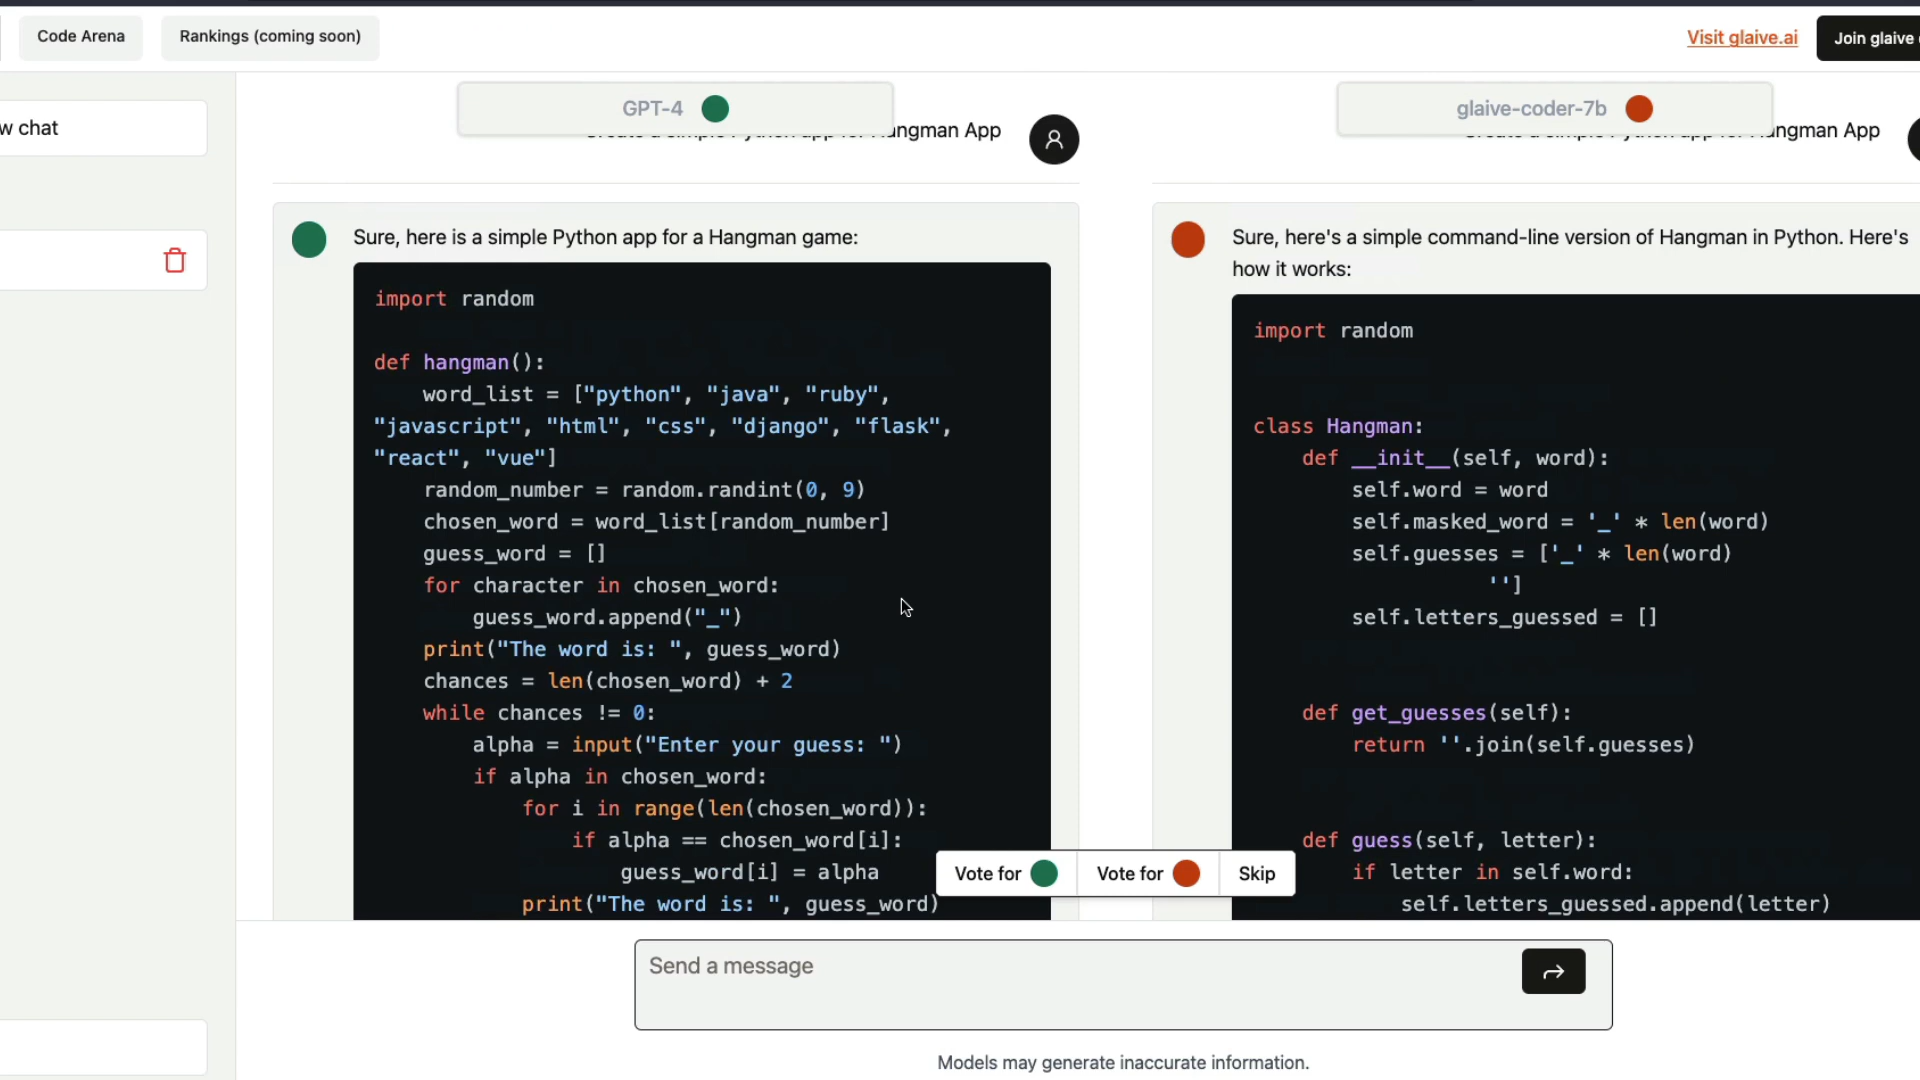 Code Arena
Rankings (coming soon)
Visit glaive.ai
Join glaive
w chat
GPT-4
angman App
Sure, here is a simple Python app for a Hangman game:
import random
def hangman():
word_list = ["python", "java", "ruby",
"javascript", "html", "css", "django", "flask",
"react", "vue"]
random_number = random.randint(0, 9)
chosen_word = word_list[random_number]
guess_word = []
for character in chosen_word:
guess_word.append("_")
print("The word is: ", guess_word)
chances = len(chosen_word) + 2
while chances != 0:
alpha = input("Enter your guess: ")
if alpha in chosen_word:
for i in range(len(chosen_word)):
if alpha == chosen_word[i]:
guess_word[i] = alpha
print("The word is: ", guess_word)
glaive-coder-7b
angman App
Sure, here's a simple command-line version of Hangman in Python. Here's
how it works:
import random
class Hangman:
def __init__(self, word):
self.word = word
self.masked_word = '_' * len(word)
self.guesses = ['_' * len(word)
'']
self.letters_guessed = []
def get_guesses(self):
return ''.join(self.guesses)
def guess(self, letter):
if letter in self.word:
self.letters_guessed.append(letter)
Vote for
Vote for
Skip
Send a message
Models may generate inaccurate information.